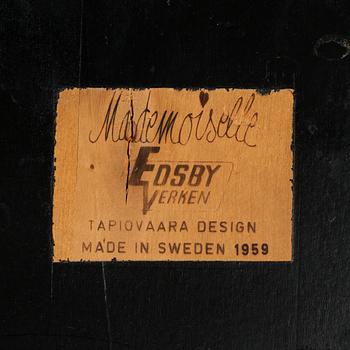 Mademoiselle
EDSBY
VERKEN
TAPIOVAARA DESIGN
MADE IN SWEDEN 1959